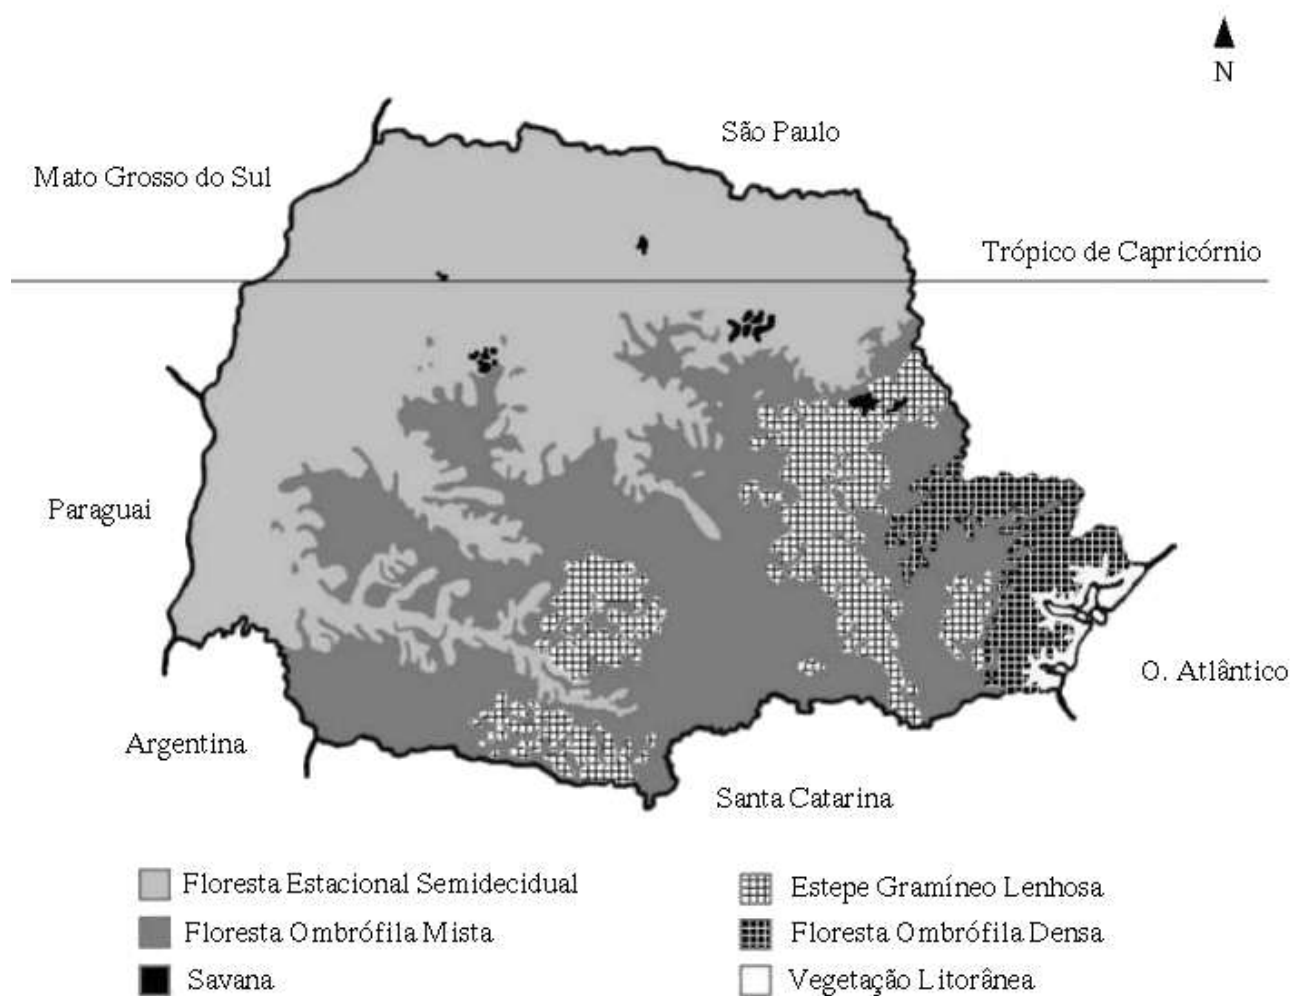 N
São Paulo
Mato Grosso do Sul
Trópico de Capricórnio
Paraguai
O. Atlântico
Argentina
Santa Catarina
Floresta Estacional Semidecidual
Floresta Ombrófila Mista
Savana
Estepe Gramíneo Lenhosa
Floresta Ombrófila Densa
Vegetação Litorânea